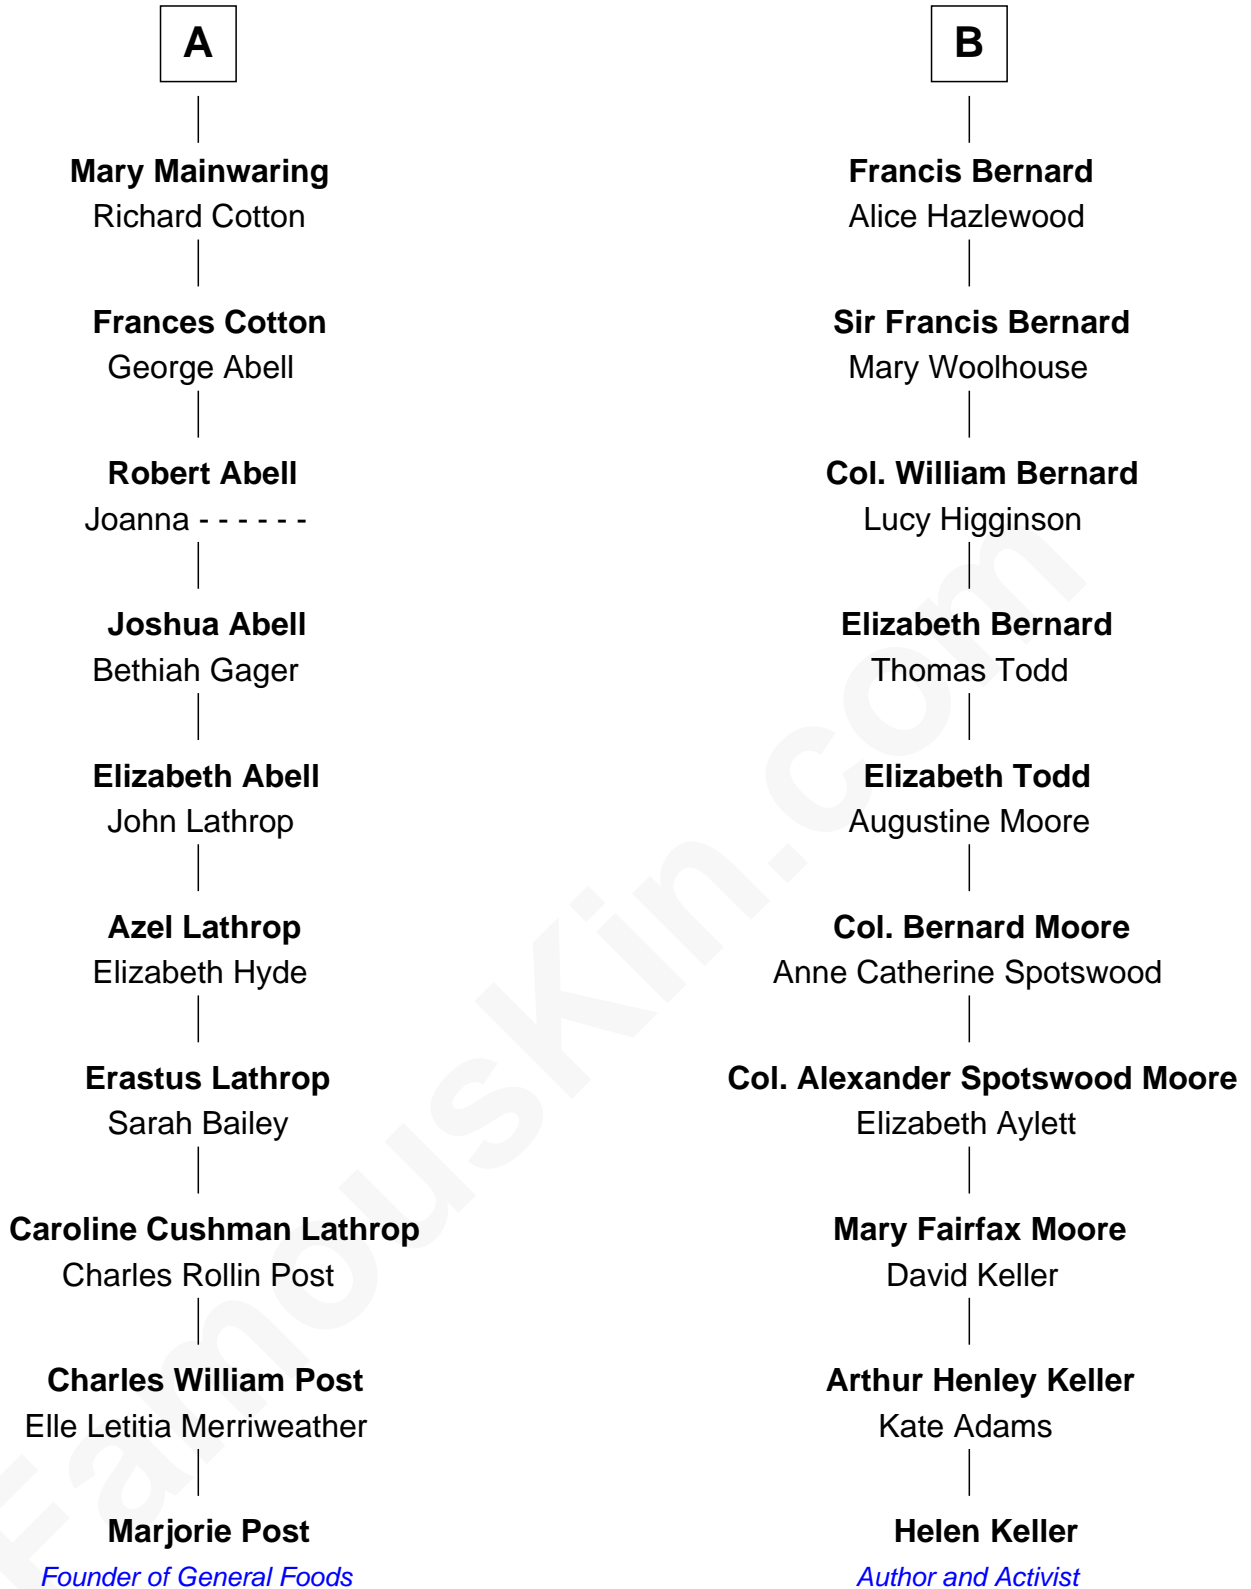 A
Mary Mainwaring
Richard Cotton
Frances Cotton
George Abell
Robert Abell
Joanna - - - - - -
Joshua Abell
Bethiah Gager
Elizabeth Abell
John Lathrop
Azel Lathrop
Elizabeth Hyde
Erastus Lathrop
Sarah Bailey
Caroline Cushman Lathrop
Charles Rollin Post
Charles William Post
Elle Letitia Merriweather
Marjorie Post
Founder of General Foods
B
Francis Bernard
Alice Hazlewood
Sir Francis Bernard
Mary Woolhouse
Col. William Bernard
Lucy Higginson
Elizabeth Bernard
Thomas Todd
Elizabeth Todd
Augustine Moore
Col. Bernard Moore
Anne Catherine Spotswood
Col. Alexander Spotswood Moore
Elizabeth Aylett
Mary Fairfax Moore
David Keller
Arthur Henley Keller
Kate Adams
Helen Keller
Author and Activist
FamousKin.com